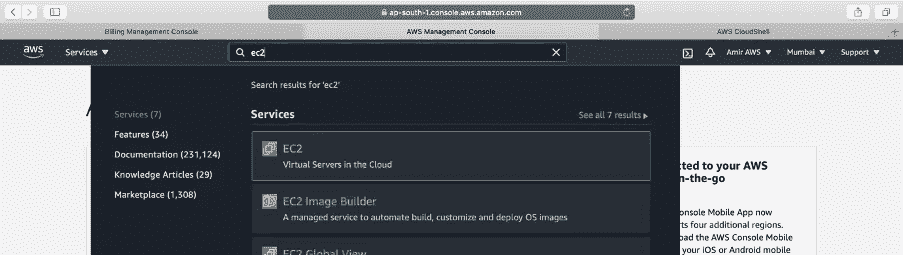 ap-south-1.console.aws.amazon.com
Billing Management Console
AWS Management Console
AWS CloudShell
aws
Services
ec2
Amir AWS
Mumbai
Support
Search results for 'ec2'
Services (7)
Features (34)
Documentation (231,124)
Knowledge Articles (29)
Marketplace (1,308)
Services
See all 7 results
EC2
Virtual Servers in the Cloud
EC2 Image Builder
A managed service to automate build, customize and deploy OS images
EC2 Global View
cted to your AWS
n-the-go
onsole Mobile App now
rts four additional regions.
oad the AWS Console Mobile
your iOS or Android mobile